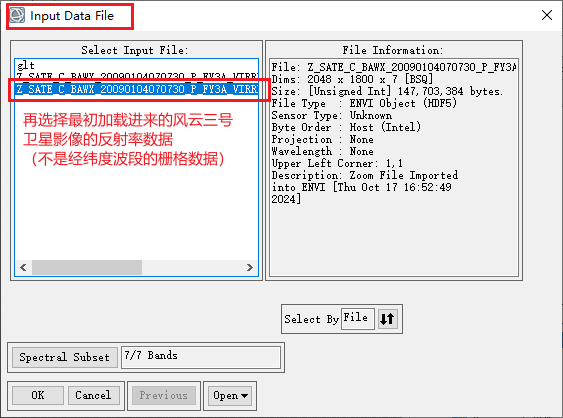 Input Data File
Select Input File:
glt
Z_SATE_C_BAWX_20090104070730_P_FY3A_VIRR
Z_SATE_C_BAWX_20090104070730_P_FY3A_VIRR
再选择最初加载进来的风云三号
卫星影像的反射率数据
(不是经纬度波段的栅格数据)
File Information:
File: Z_SATE_C_BAWX_20090104070730_P_FY3A
Dims: 2048 x 1800 x 7 [BSQ]
Size: [Unsigned Int] 147,703,384 bytes.
File Type : ENVI Object (HDF5)
Sensor Type: Unknown
Byte Order : Host (Intel)
Projection : None
Wavelength : None
Upper Left Corner: 1,1
Description: Zoom File Imported
into ENVI [Thu Oct 17 16:52:49
2024]
Select By File
Spectral Subset 7/7 Bands
OK Cancel Previous Open